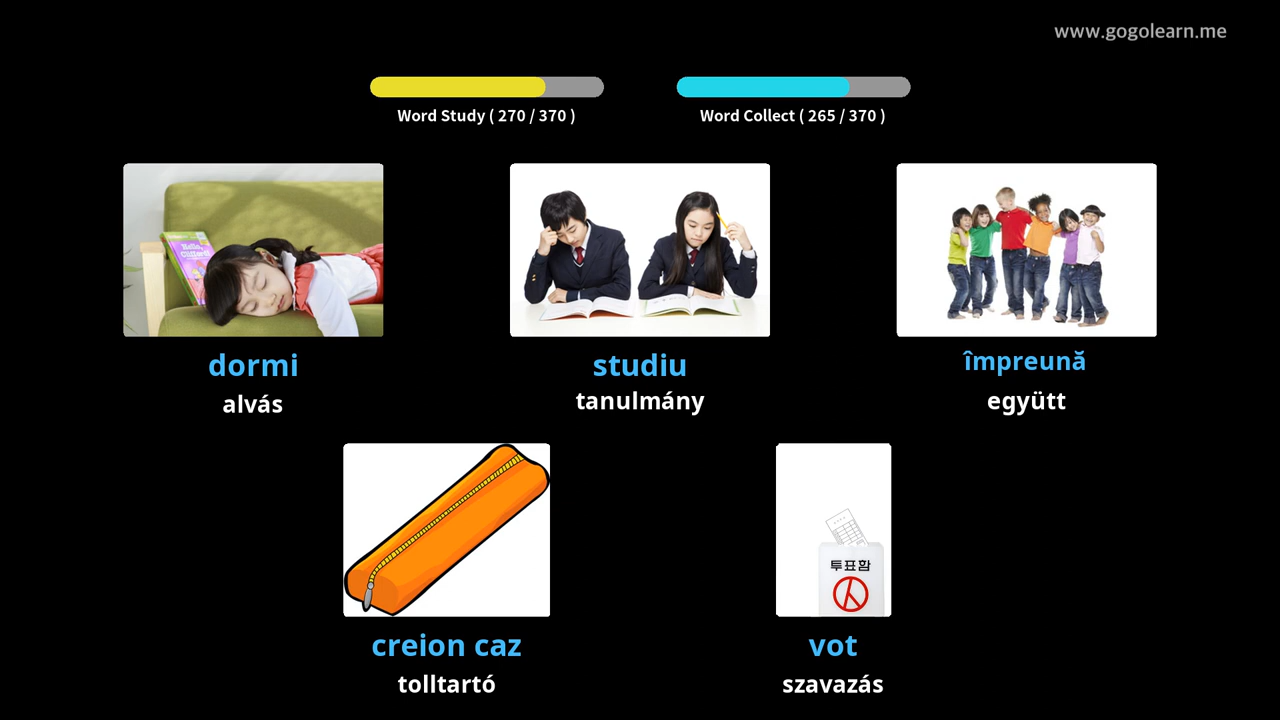 www.gogolearn.me
Word Study ( 270 / 370 )
Word Collect ( 265 / 370 )
dormi
alvás
studiu
tanulmány
împreună
együtt
creion caz
tolltartó
투표함
vot
szavazás